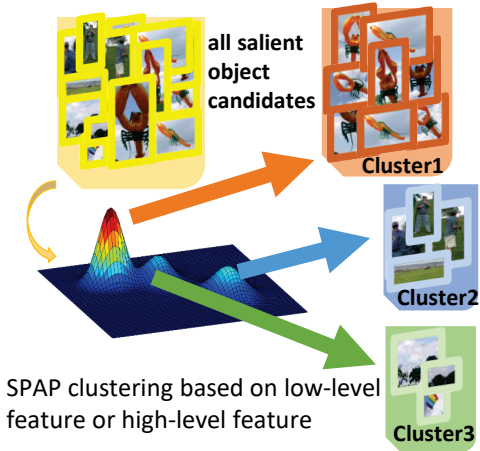 all salient
object
candidates
Cluster1
Cluster2
SPAP clustering based on low-level
feature or high-level feature
Cluster3